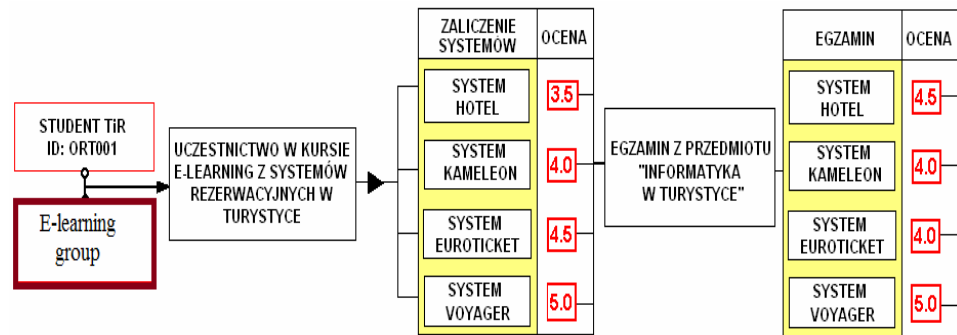 STUDENT TiR
ID: ORT001
E-learning
group
UCZESTNICTWO W KURSIE
E-LEARNING Z SYSTEMÓW
REZERWACYJNYCH W
TURYSTYCE
ZALICZENIE
SYSTEMÓW
OCENA
SYSTEM
HOTEL
3.5
SYSTEM
KAMELEON
4.0
SYSTEM
EUROTICKET
4.5
SYSTEM
VOYAGER
5.0
EGZAMIN Z PRZEDMIOTU
"INFORMATYKA
W TURYSTYCE"
EGZAMIN
OCENA
SYSTEM
HOTEL
4.5
SYSTEM
KAMELEON
4.0
SYSTEM
EUROTICKET
4.0
SYSTEM
VOYAGER
5.0